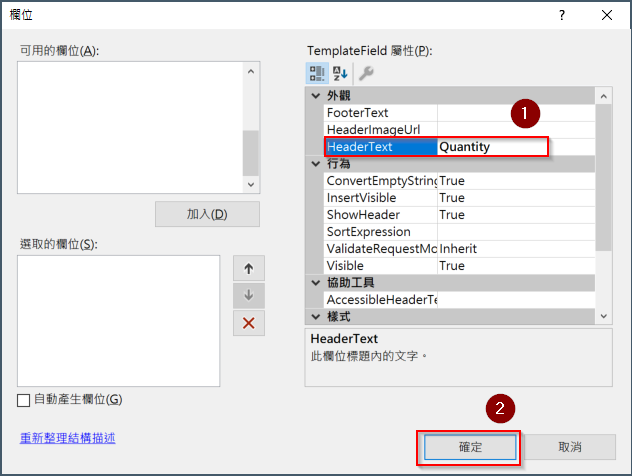 欄位
?
可用的欄位(A):
加入(D)
選取的欄位(S):
自動產生欄位(G)
重新整理結構描述
TemplateField 屬性(P):
A
Z
外觀
FooterText
HeaderImageUrl
1
HeaderText Quantity
行為
ConvertEmptyString True
InsertVisible True
ShowHeader True
SortExpression
ValidateRequestMo Inherit
Visible True
協助工具
AccessibleHeaderTe
樣式
HeaderText
此欄位標題內的文字。
2
確定
取消